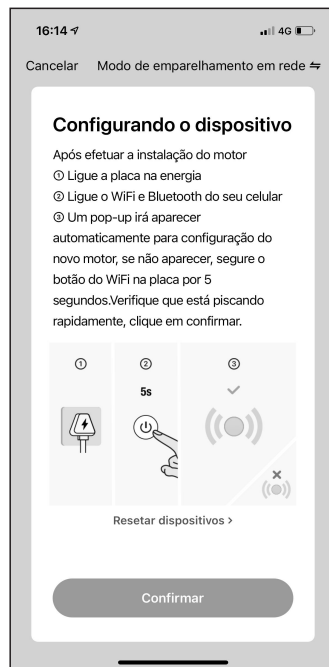 16:14
4G
Cancelar Modo de emparelhamento em rede ⇋
Configurando o dispositivo
Após efetuar a instalação do motor
① Ligue a placa na energia
② Ligue o WiFi e Bluetooth do seu celular
③ Um pop-up irá aparecer
automaticamente para configuração do
novo motor, se não aparecer, segure o
botão do WiFi na placa por 5
segundos.Verifique que está piscando
rapidamente, clique em confirmar.
① ② ③
5s
Resetar dispositivos >
Confirmar